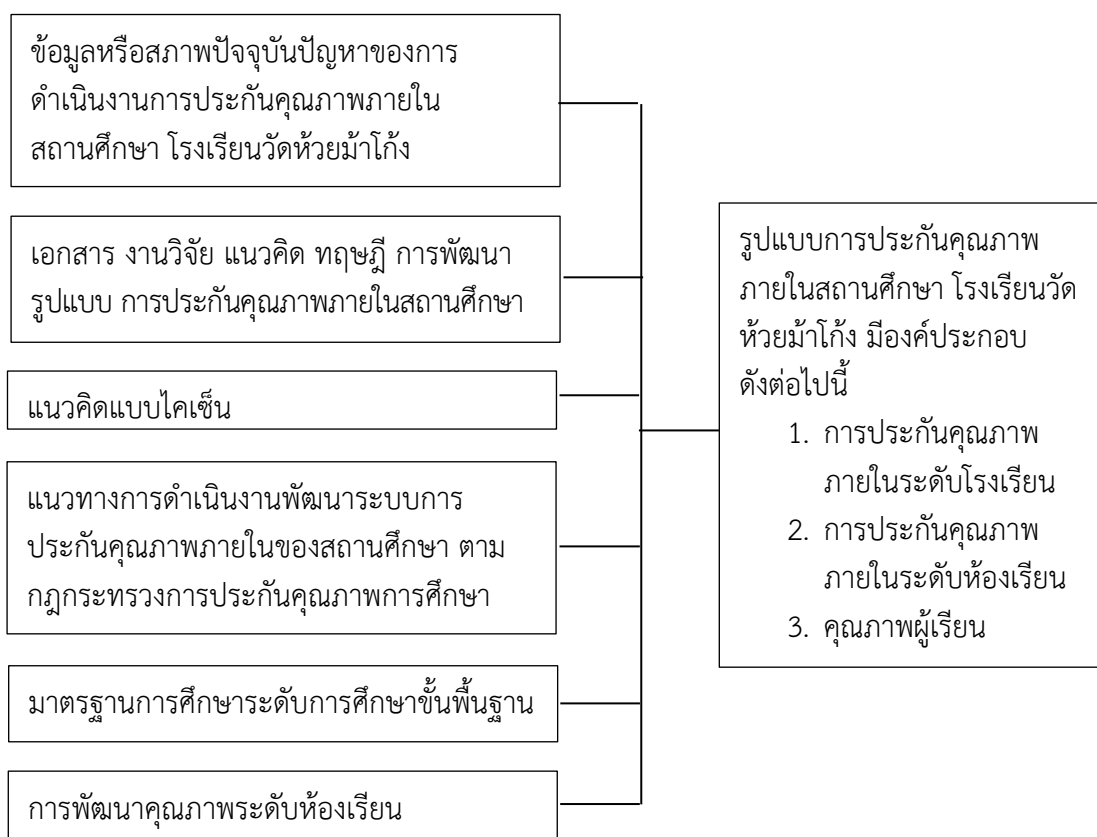 ข้อมูลหรือสภาพปัจจุบันปัญหาของการ
ดำเนินงานการประกันคุณภาพภายใน
สถานศึกษา โรงเรียนวัดห้วยม้าโก้ง
เอกสาร งานวิจัย แนวคิด ทฤษฎี การพัฒนา
รูปแบบ การประกันคุณภาพภายในสถานศึกษา
แนวคิดแบบไคเซ็น
แนวทางการดำเนินงานพัฒนาระบบการ
ประกันคุณภาพภายในของสถานศึกษา ตาม
กฎกระทรวงการประกันคุณภาพการศึกษา
มาตรฐานการศึกษาระดับการศึกษาขั้นพื้นฐาน
การพัฒนาคุณภาพระดับห้องเรียน
รูปแบบการประกันคุณภาพ
ภายในสถานศึกษา โรงเรียนวัด
ห้วยม้าโก้ง มีองค์ประกอบ
ดังต่อไปนี้
1. การประกันคุณภาพ
ภายในระดับโรงเรียน
2. การประกันคุณภาพ
ภายในระดับห้องเรียน
3. คุณภาพผู้เรียน